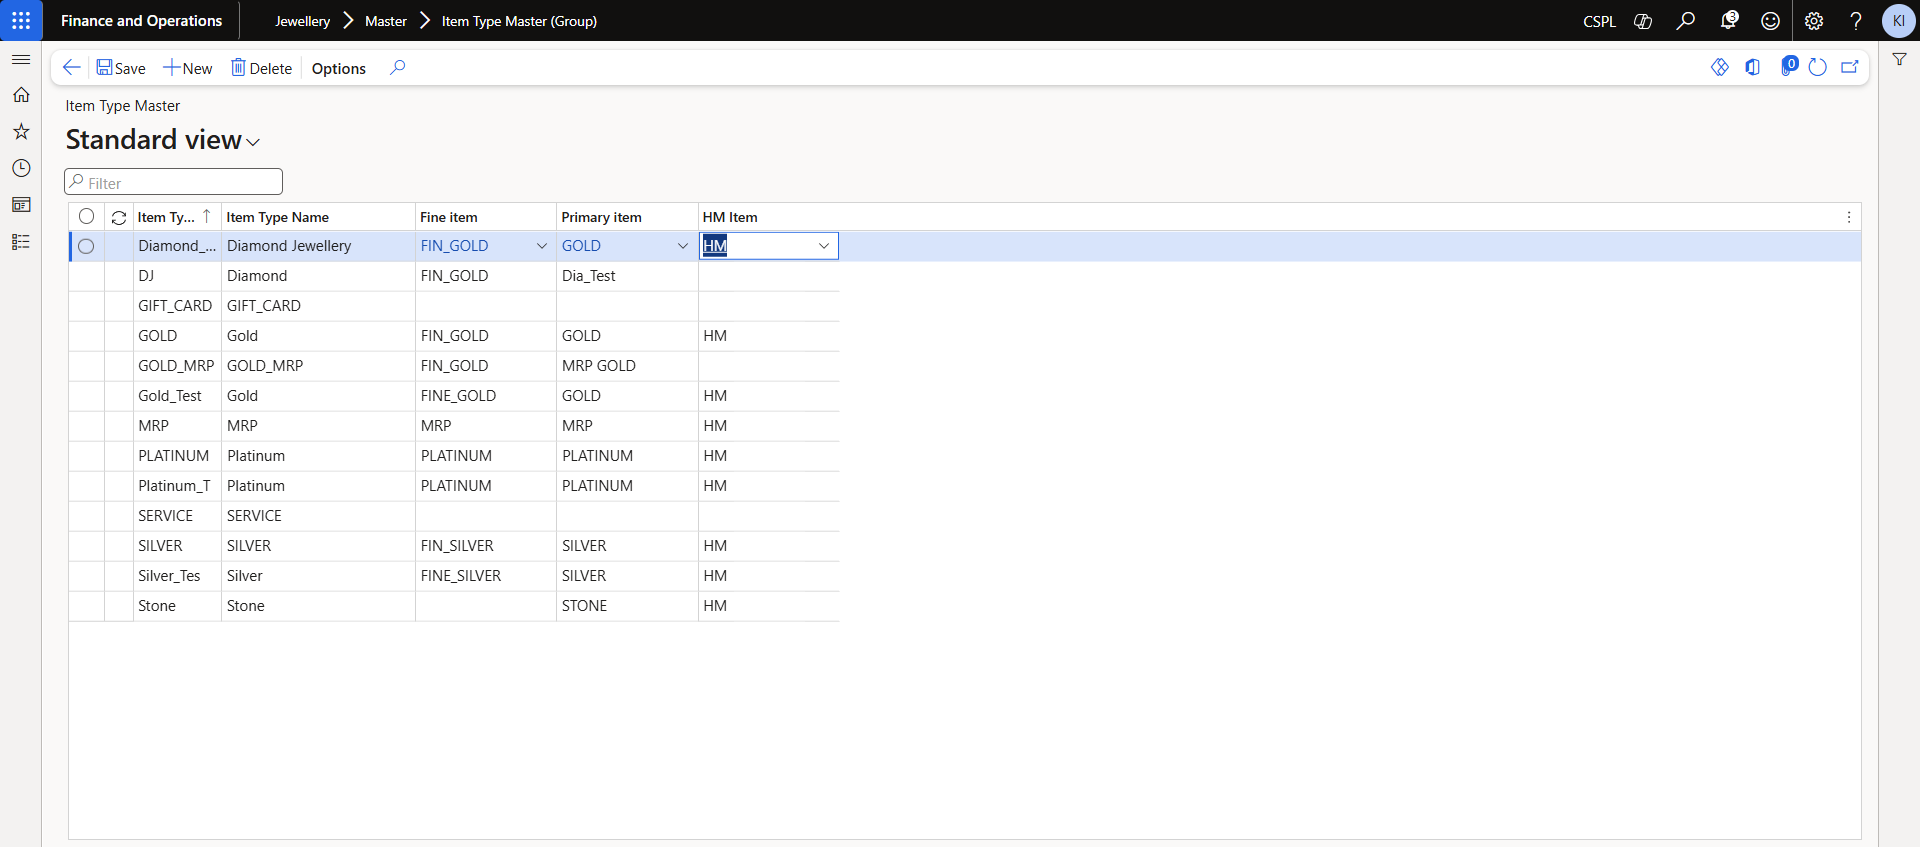 Finance and Operations Jewellery Master Item Type Master (Group) CSPL 3 ? KI
Save New Delete Options 0
Item Type Master
Standard view
Filter
Item Ty... Item Type Name Fine item Primary item HM Item
Diamond_... Diamond Jewellery FIN_GOLD GOLD HM
DJ Diamond FIN_GOLD Dia_Test
GIFT_CARD GIFT_CARD
GOLD Gold FIN_GOLD GOLD HM
GOLD_MRP GOLD_MRP FIN_GOLD MRP GOLD
Gold_Test Gold FINE_GOLD GOLD HM
MRP MRP MRP MRP HM
PLATINUM Platinum PLATINUM PLATINUM HM
Platinum_T Platinum PLATINUM PLATINUM HM
SERVICE SERVICE
SILVER SILVER FIN_SILVER SILVER HM
Silver_Tes Silver FINE_SILVER SILVER HM
Stone Stone STONE HM